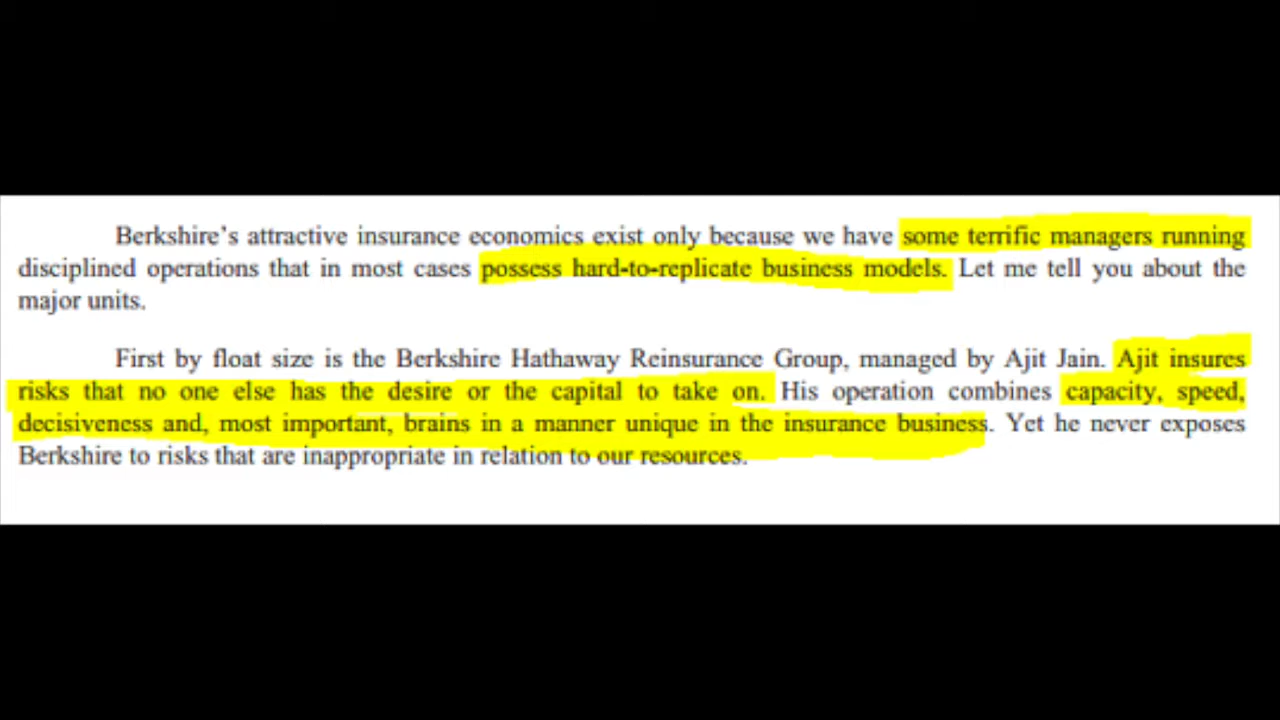 Berkshire’s attractive insurance economics exist only because we have some terrific managers running
disciplined operations that in most cases possess hard-to-replicate business models. Let me tell you about the
major units.
First by float size is the Berkshire Hathaway Reinsurance Group, managed by Ajit Jain. Ajit insures
risks that no one else has the desire or the capital to take on. His operation combines capacity, speed,
decisiveness and, most important, brains in a manner unique in the insurance business. Yet he never exposes
Berkshire to risks that are inappropriate in relation to our resources.